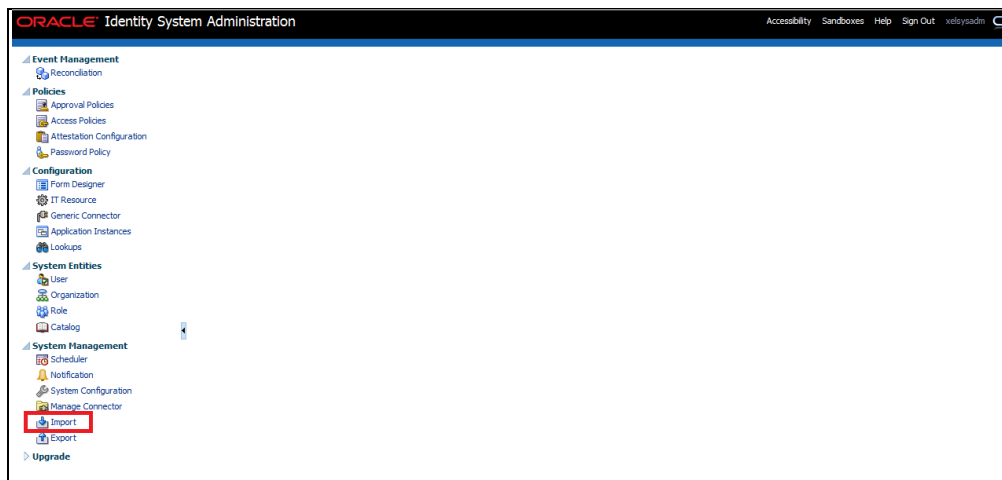 ORACLE® Identity System Administration
Accessibility Sandboxes Help Sign Out xelsysadm
Event Management
Reconciliation
Policies
Approval Policies
Access Policies
Attestation Configuration
Password Policy
Configuration
Form Designer
IT Resource
Generic Connector
Application Instances
Lookups
System Entities
User
Organization
Role
Catalog
System Management
Scheduler
Notification
System Configuration
Manage Connector
Import
Export
Upgrade